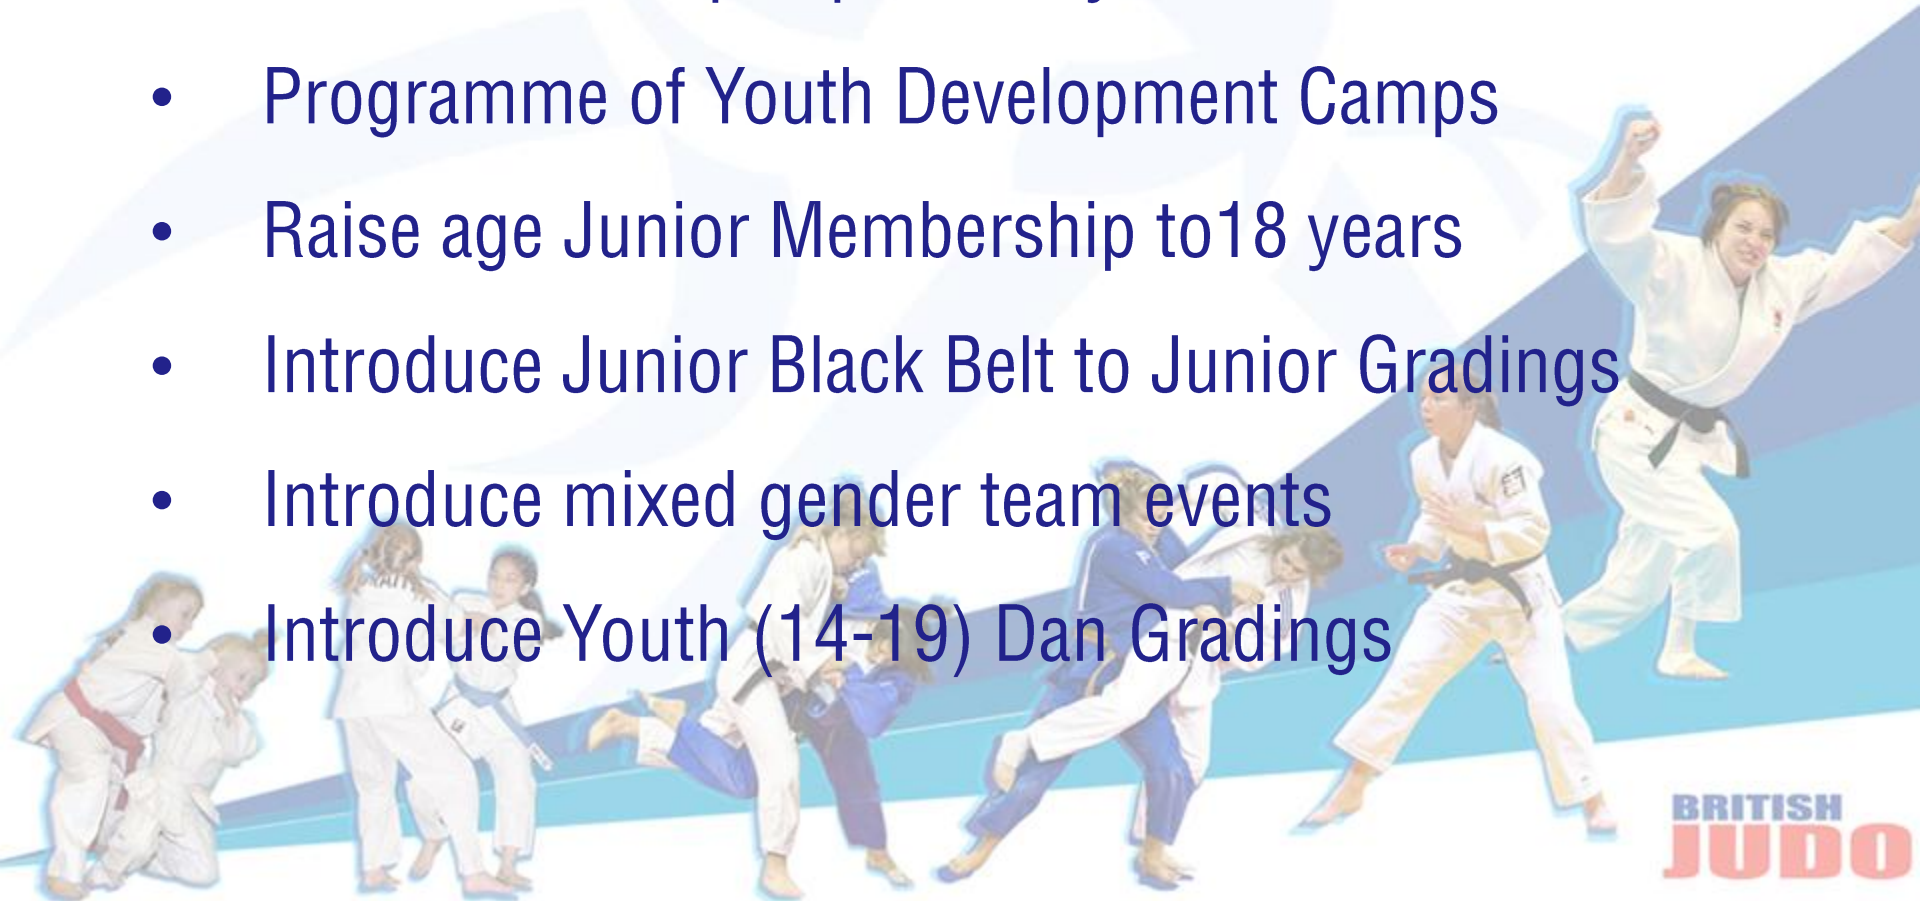 • Programme of Youth Development Camps
• Raise age Junior Membership to18 years
• Introduce Junior Black Belt to Junior Gradings
• Introduce mixed gender team events
• Introduce Youth (14-19) Dan Gradings
BRITISH
JUDO